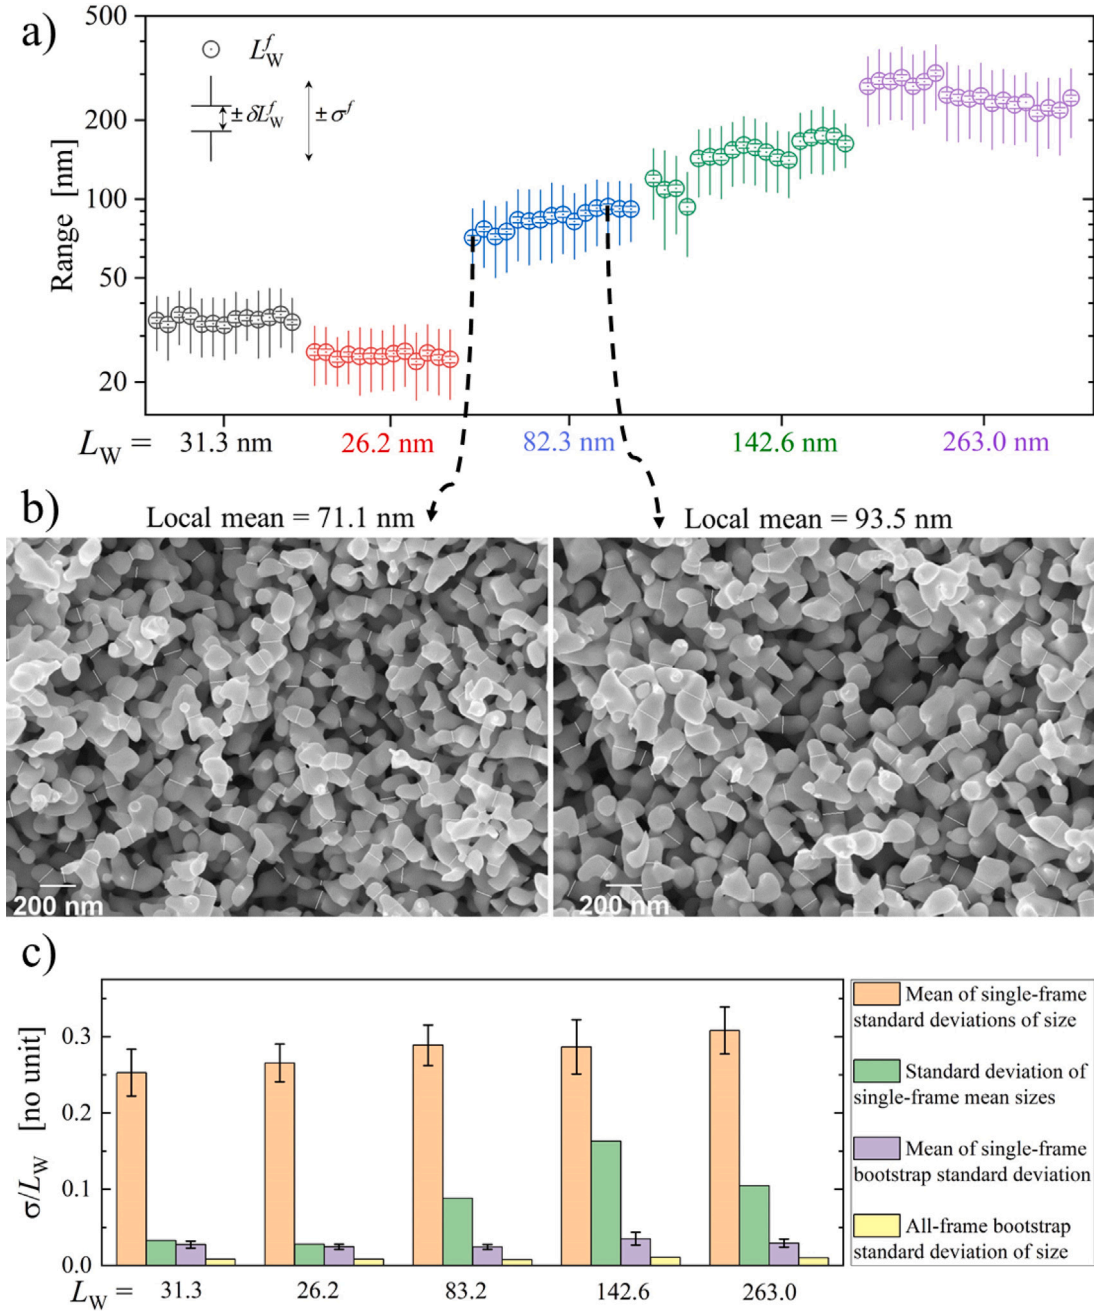 a)
500
200
100
50
20
Range [nm]
L_W^f
± δL_W^f
± σ^f
L_W = 31.3 nm 26.2 nm 82.3 nm 142.6 nm 263.0 nm
b)
Local mean = 71.1 nm
Local mean = 93.5 nm
200 nm
200 nm
c)
σ/L_W [no unit]
0.3
0.2
0.1
0.0
L_W = 31.3 26.2 83.2 142.6 263.0
Mean of single-frame
standard deviations of size
Standard deviation of
single-frame mean sizes
Mean of single-frame
bootstrap standard deviation
All-frame bootstrap
standard deviation of size